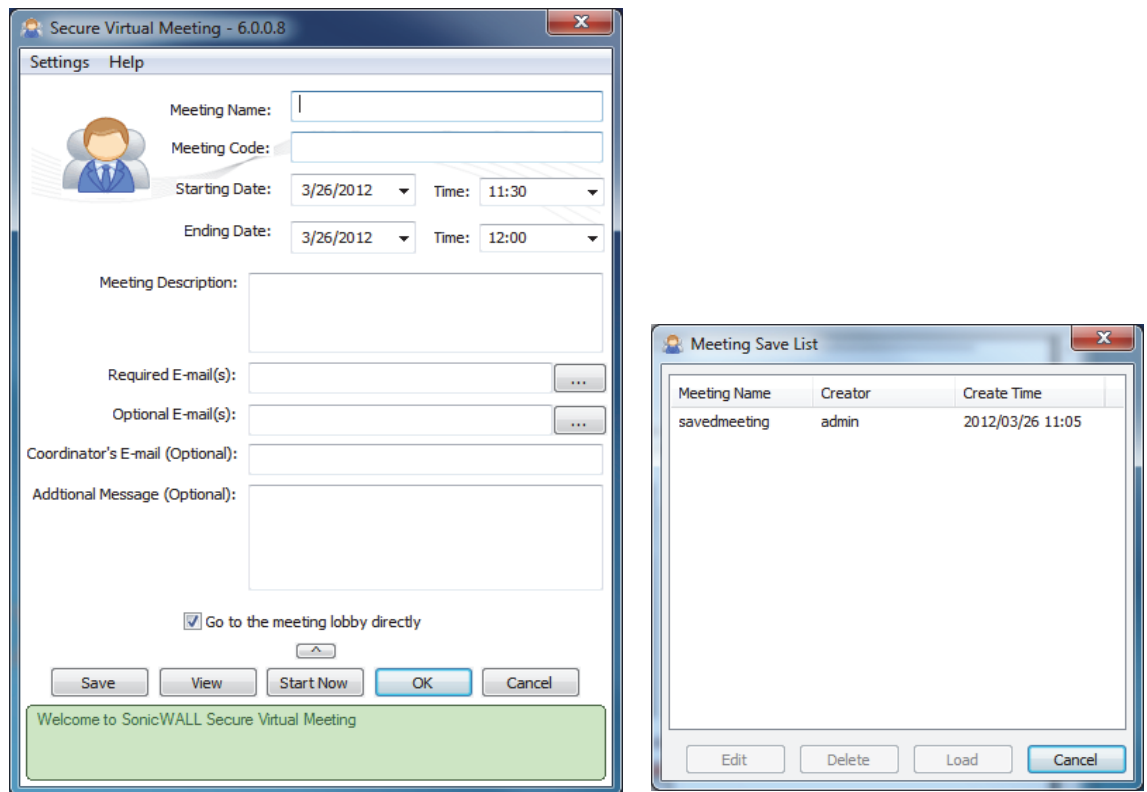 Secure Virtual Meeting - 6.0.0.8
Settings Help
Meeting Name:
Meeting Code:
Starting Date: 3/26/2012 Time: 11:30
Ending Date: 3/26/2012 Time: 12:00
Meeting Description:
Required E-mail(s): ...
Optional E-mail(s): ...
Coordinator's E-mail (Optional):
Addtional Message (Optional):
Go to the meeting lobby directly
Save View Start Now OK Cancel
Welcome to SonicWALL Secure Virtual Meeting
Meeting Save List
Meeting Name Creator Create Time
savedmeeting admin 2012/03/26 11:05
Edit Delete Load Cancel